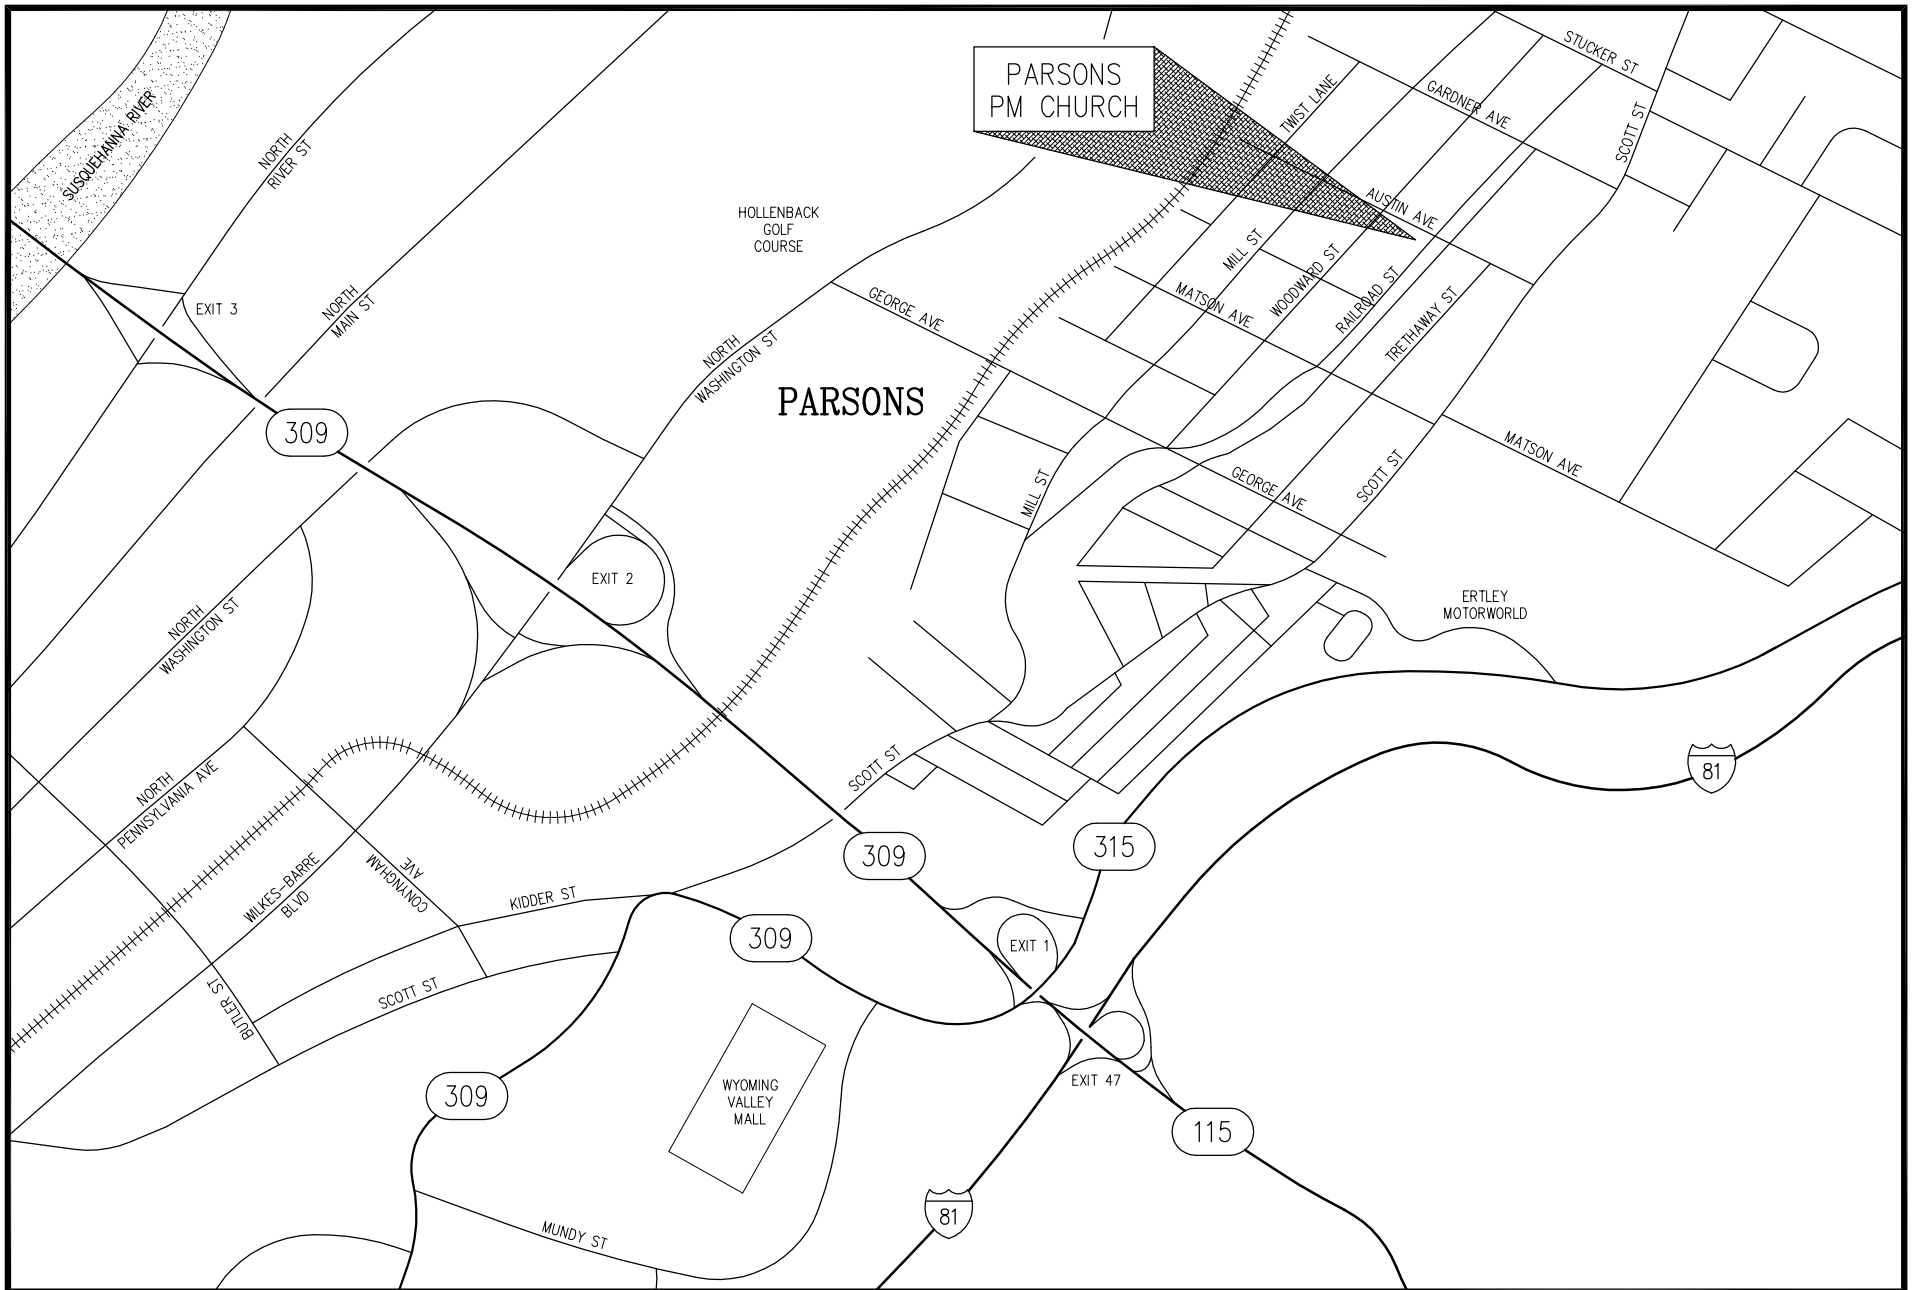 PARSONS
PM CHURCH
STUCKER ST
TWIST LANE
GARDNER AVE
SCOTT ST
SUSQUEHANNA RIVER
NORTH
RIVER ST
AUSTIN AVE
HOLLENBACK
GOLF
COURSE
MILL ST
WOODWARD ST
RAILROAD ST
TRETHAWAY ST
EXIT 3
NORTH
MAIN ST
GEORGE AVE
MATSON AVE
NORTH
WASHINGTON ST
PARSONS
309
MATSON AVE
SCOTT ST
GEORGE AVE
MILL ST
EXIT 2
ERTLEY
MOTORWORLD
NORTH
WASHINGTON ST
NORTH
PENNSYLVANIA AVE
SCOTT ST
81
309
315
WILKES-BARRE
BLVD
CONYNGHAM
AVE
KIDDER ST
309
EXIT 1
BUTLER ST
SCOTT ST
309
WYOMING
VALLEY
MALL
EXIT 47
115
81
MUNDY ST